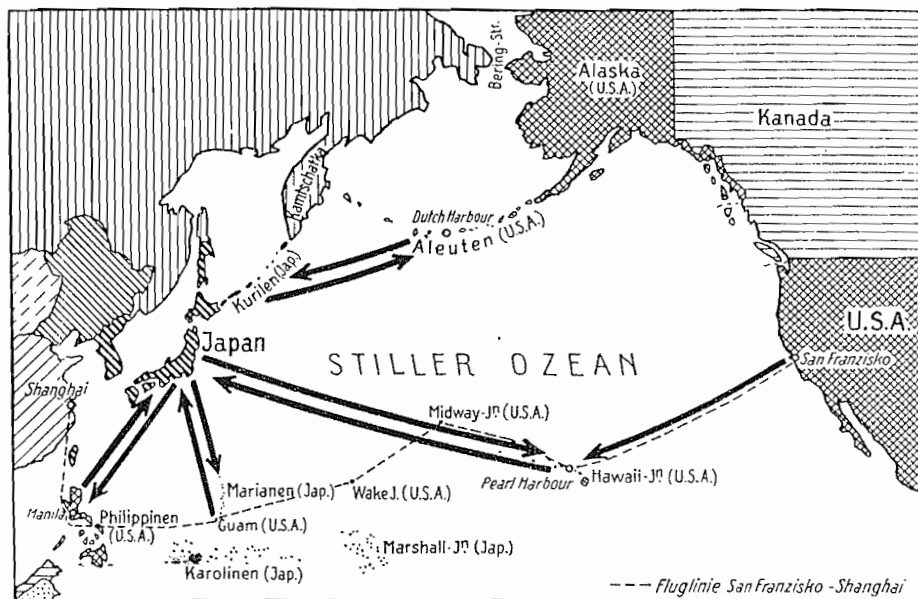 Bering-Str.
Alaska
(U.S.A.)
Kanada
Kamtschatka
Dutch Harbour
Aleuten (U.S.A.)
Kurilen (Jap.)
U.S.A.
Japan
STILLER OZEAN
San Franzisko
Shanghai
Midway-Jⁿ (U.S.A.)
Pearl Harbour
Hawaii-Jⁿ (U.S.A.)
Marianen (Jap.)
Wake J. (U.S.A.)
Manila
Philippinen
(U.S.A.)
Guam (U.S.A.)
Marshall-Jⁿ (Jap.)
Karolinen (Jap.)
Fluglinie San Franzisko - Shanghai